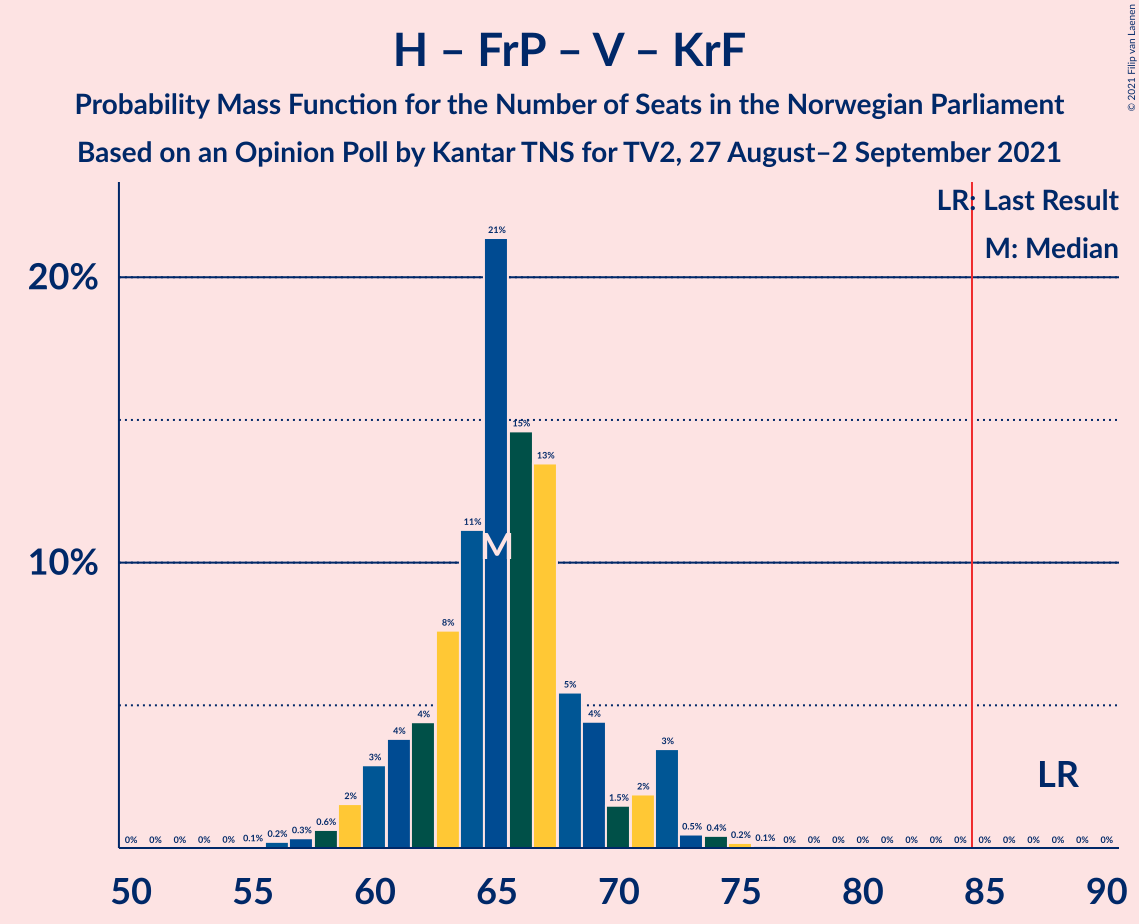 © 2021 Filip van Laenen
H – FrP – V – KrF
Probability Mass Function for the Number of Seats in the Norwegian Parliament
Based on an Opinion Poll by Kantar TNS for TV2, 27 August–2 September 2021
LR: Last Result
M: Median
20%
10%
0% 0% 0% 0% 0% 0.1% 0.2% 0.3% 0.6% 2% 3% 4% 4% 8% 11% 21% 15% 13% 5% 4% 1.5% 2% 3% 0.5% 0.4% 0.2% 0.1% 0% 0% 0% 0% 0% 0% 0% 0% 0% 0% 0% 0% 0% 0%
M
LR
50 55 60 65 70 75 80 85 90